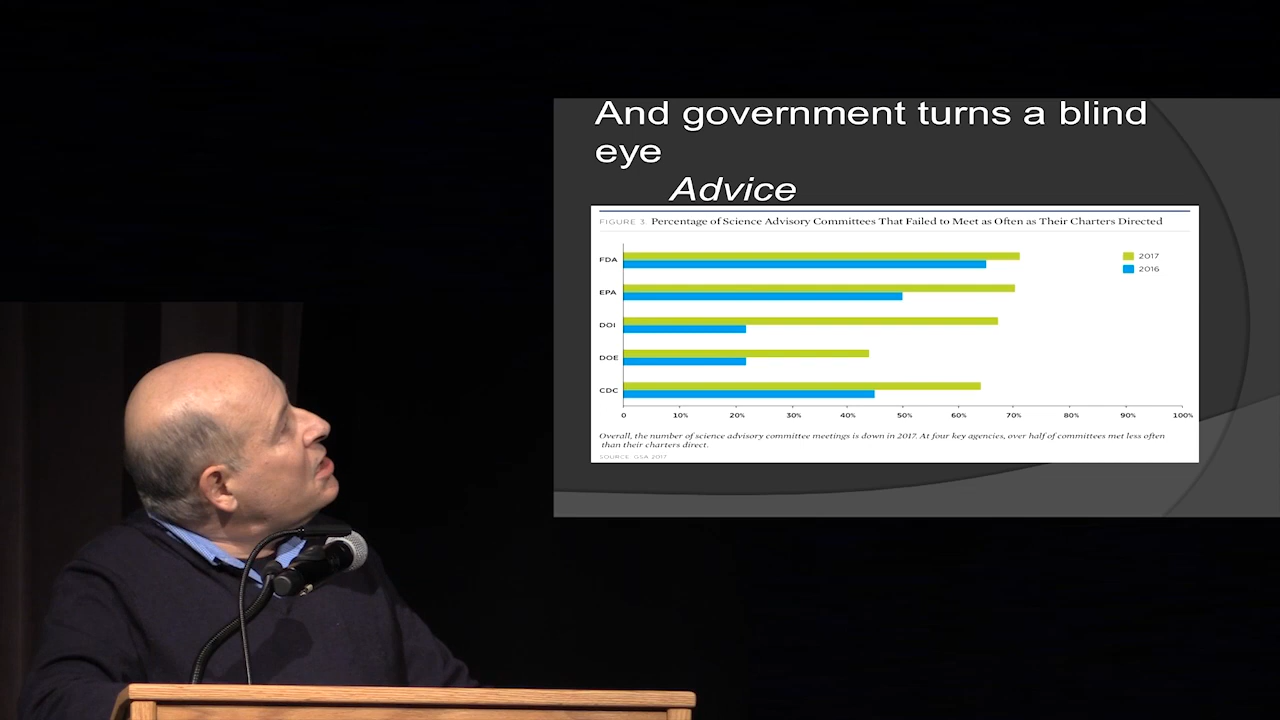 And government turns a blind
eye
Advice
FIGURE 3 Percentage of Science Advisory Committees That Failed to Meet as Often as Their Charters Directed
2017
2016
FDA
EPA
DOI
DOE
CDC
0 10% 20% 30% 40% 50% 60% 70% 80% 90% 100%
Overall, the number of science advisory committee meetings is down in 2017. At four key agencies, over half of committees met less often
than their charters direct.
SOURCE: GSA 2017